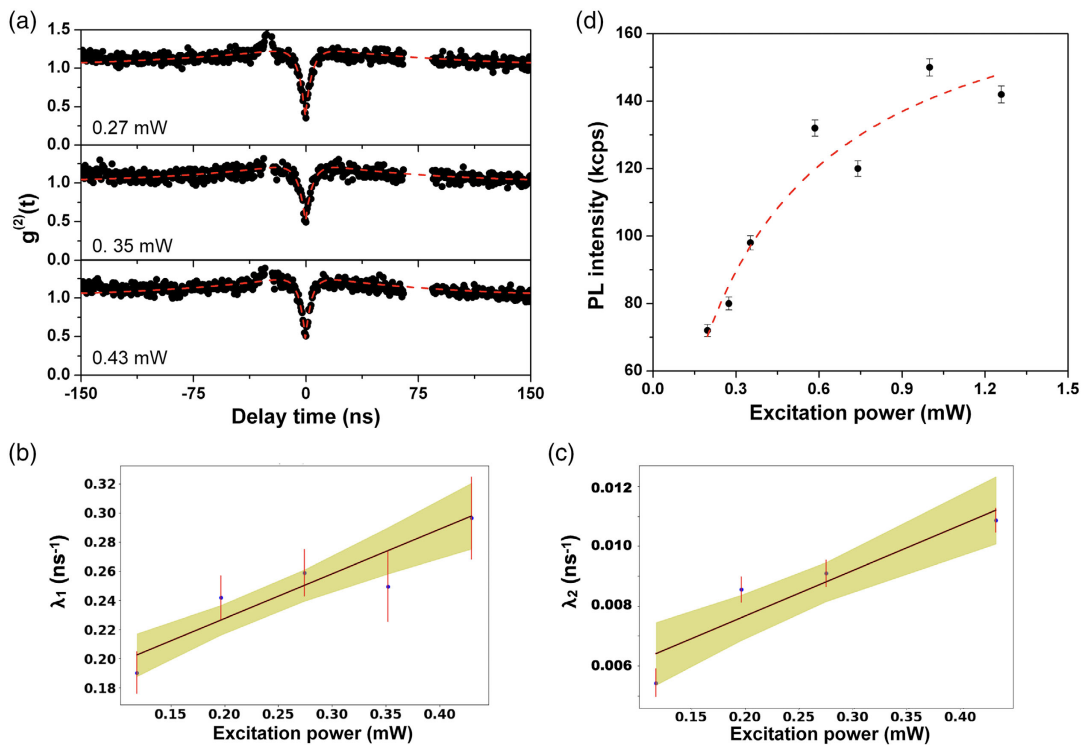 (a)
1.5
1.0
0.5
0.0
0.27 mW
1.0
0.5
0.0
0. 35 mW
1.0
0.5
0.0
0.43 mW
g(2)(t)
-150 -75 0 75 150
Delay time (ns)
(d)
160
140
120
100
80
60
PL intensity (kcps)
0.0 0.3 0.6 0.9 1.2 1.5
Excitation power (mW)
(b)
0.32
0.30
0.28
0.26
0.24
0.22
0.20
0.18
λ1 (ns-1)
0.15 0.20 0.25 0.30 0.35 0.40
Excitation power (mW)
(c)
0.012
0.010
0.008
0.006
λ2 (ns-1)
0.15 0.20 0.25 0.30 0.35 0.40
Excitation power (mW)